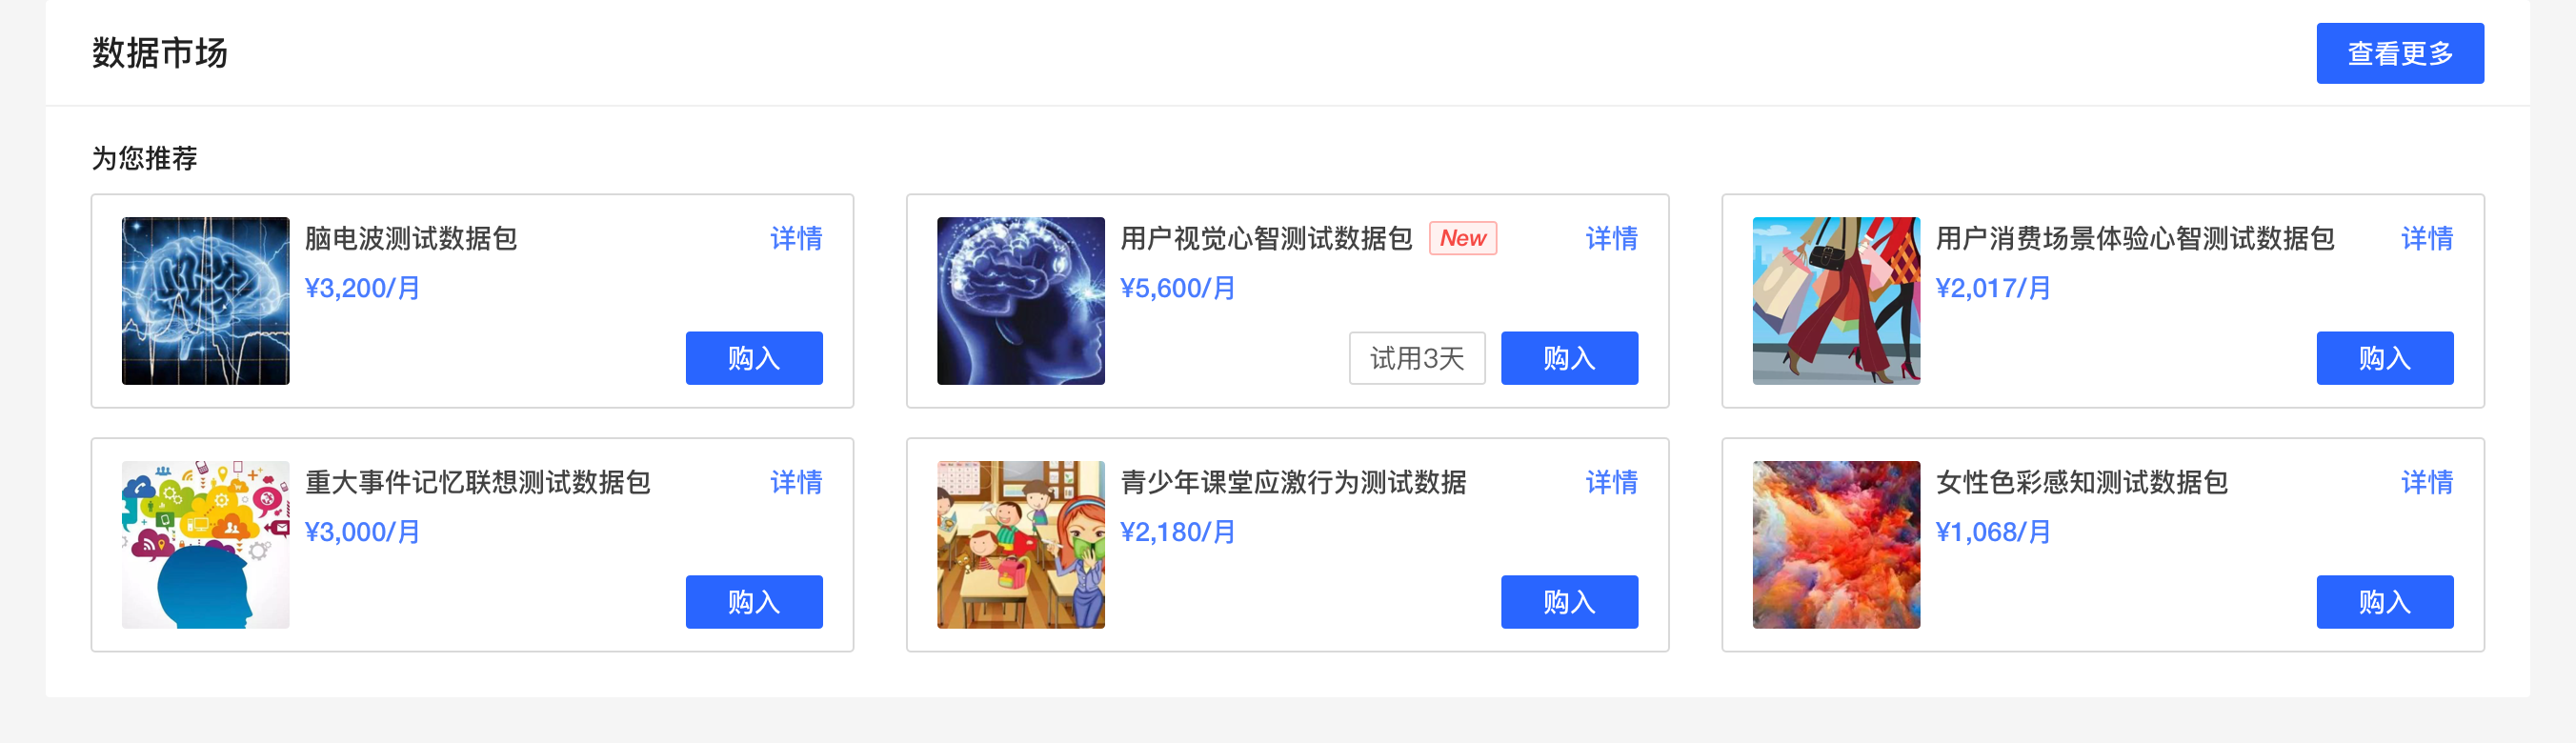 数据市场
查看更多
为您推荐
脑电波测试数据包
详情
¥3,200/月
购入
用户视觉心智测试数据包 New
详情
¥5,600/月
试用3天
购入
用户消费场景体验心智测试数据包
详情
¥2,017/月
购入
重大事件记忆联想测试数据包
详情
¥3,000/月
购入
青少年课堂应激行为测试数据
详情
¥2,180/月
购入
女性色彩感知测试数据包
详情
¥1,068/月
购入